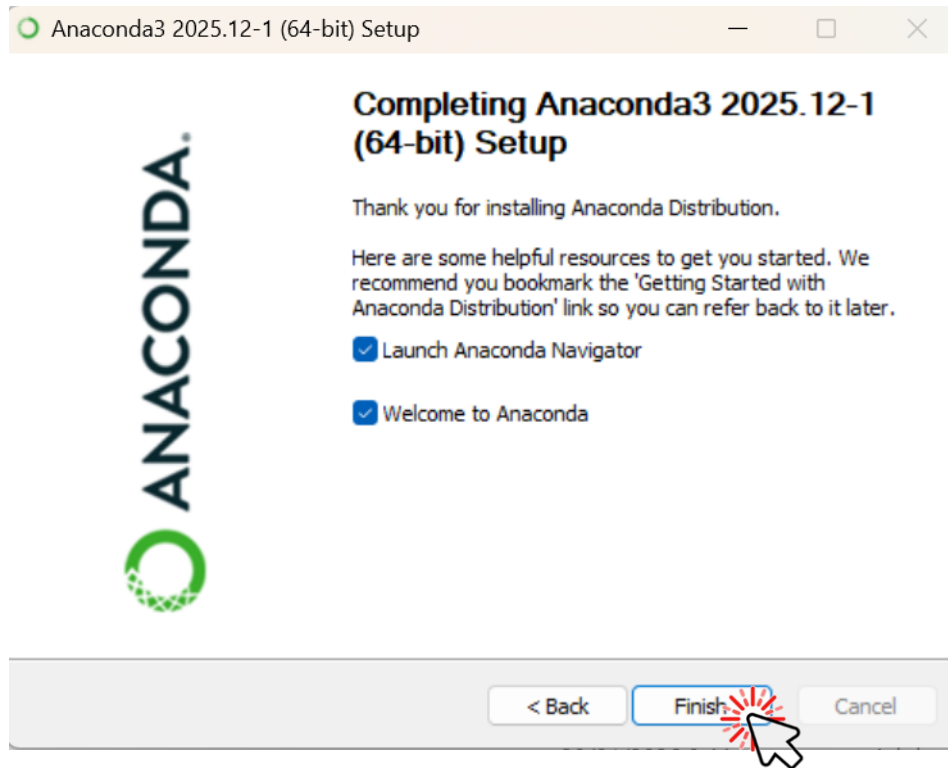 Anaconda3 2025.12-1 (64-bit) Setup
ANACONDA.
Completing Anaconda3 2025.12-1
(64-bit) Setup
Thank you for installing Anaconda Distribution.
Here are some helpful resources to get you started. We
recommend you bookmark the 'Getting Started with
Anaconda Distribution' link so you can refer back to it later.
Launch Anaconda Navigator
Welcome to Anaconda
< Back
Finish
Cancel